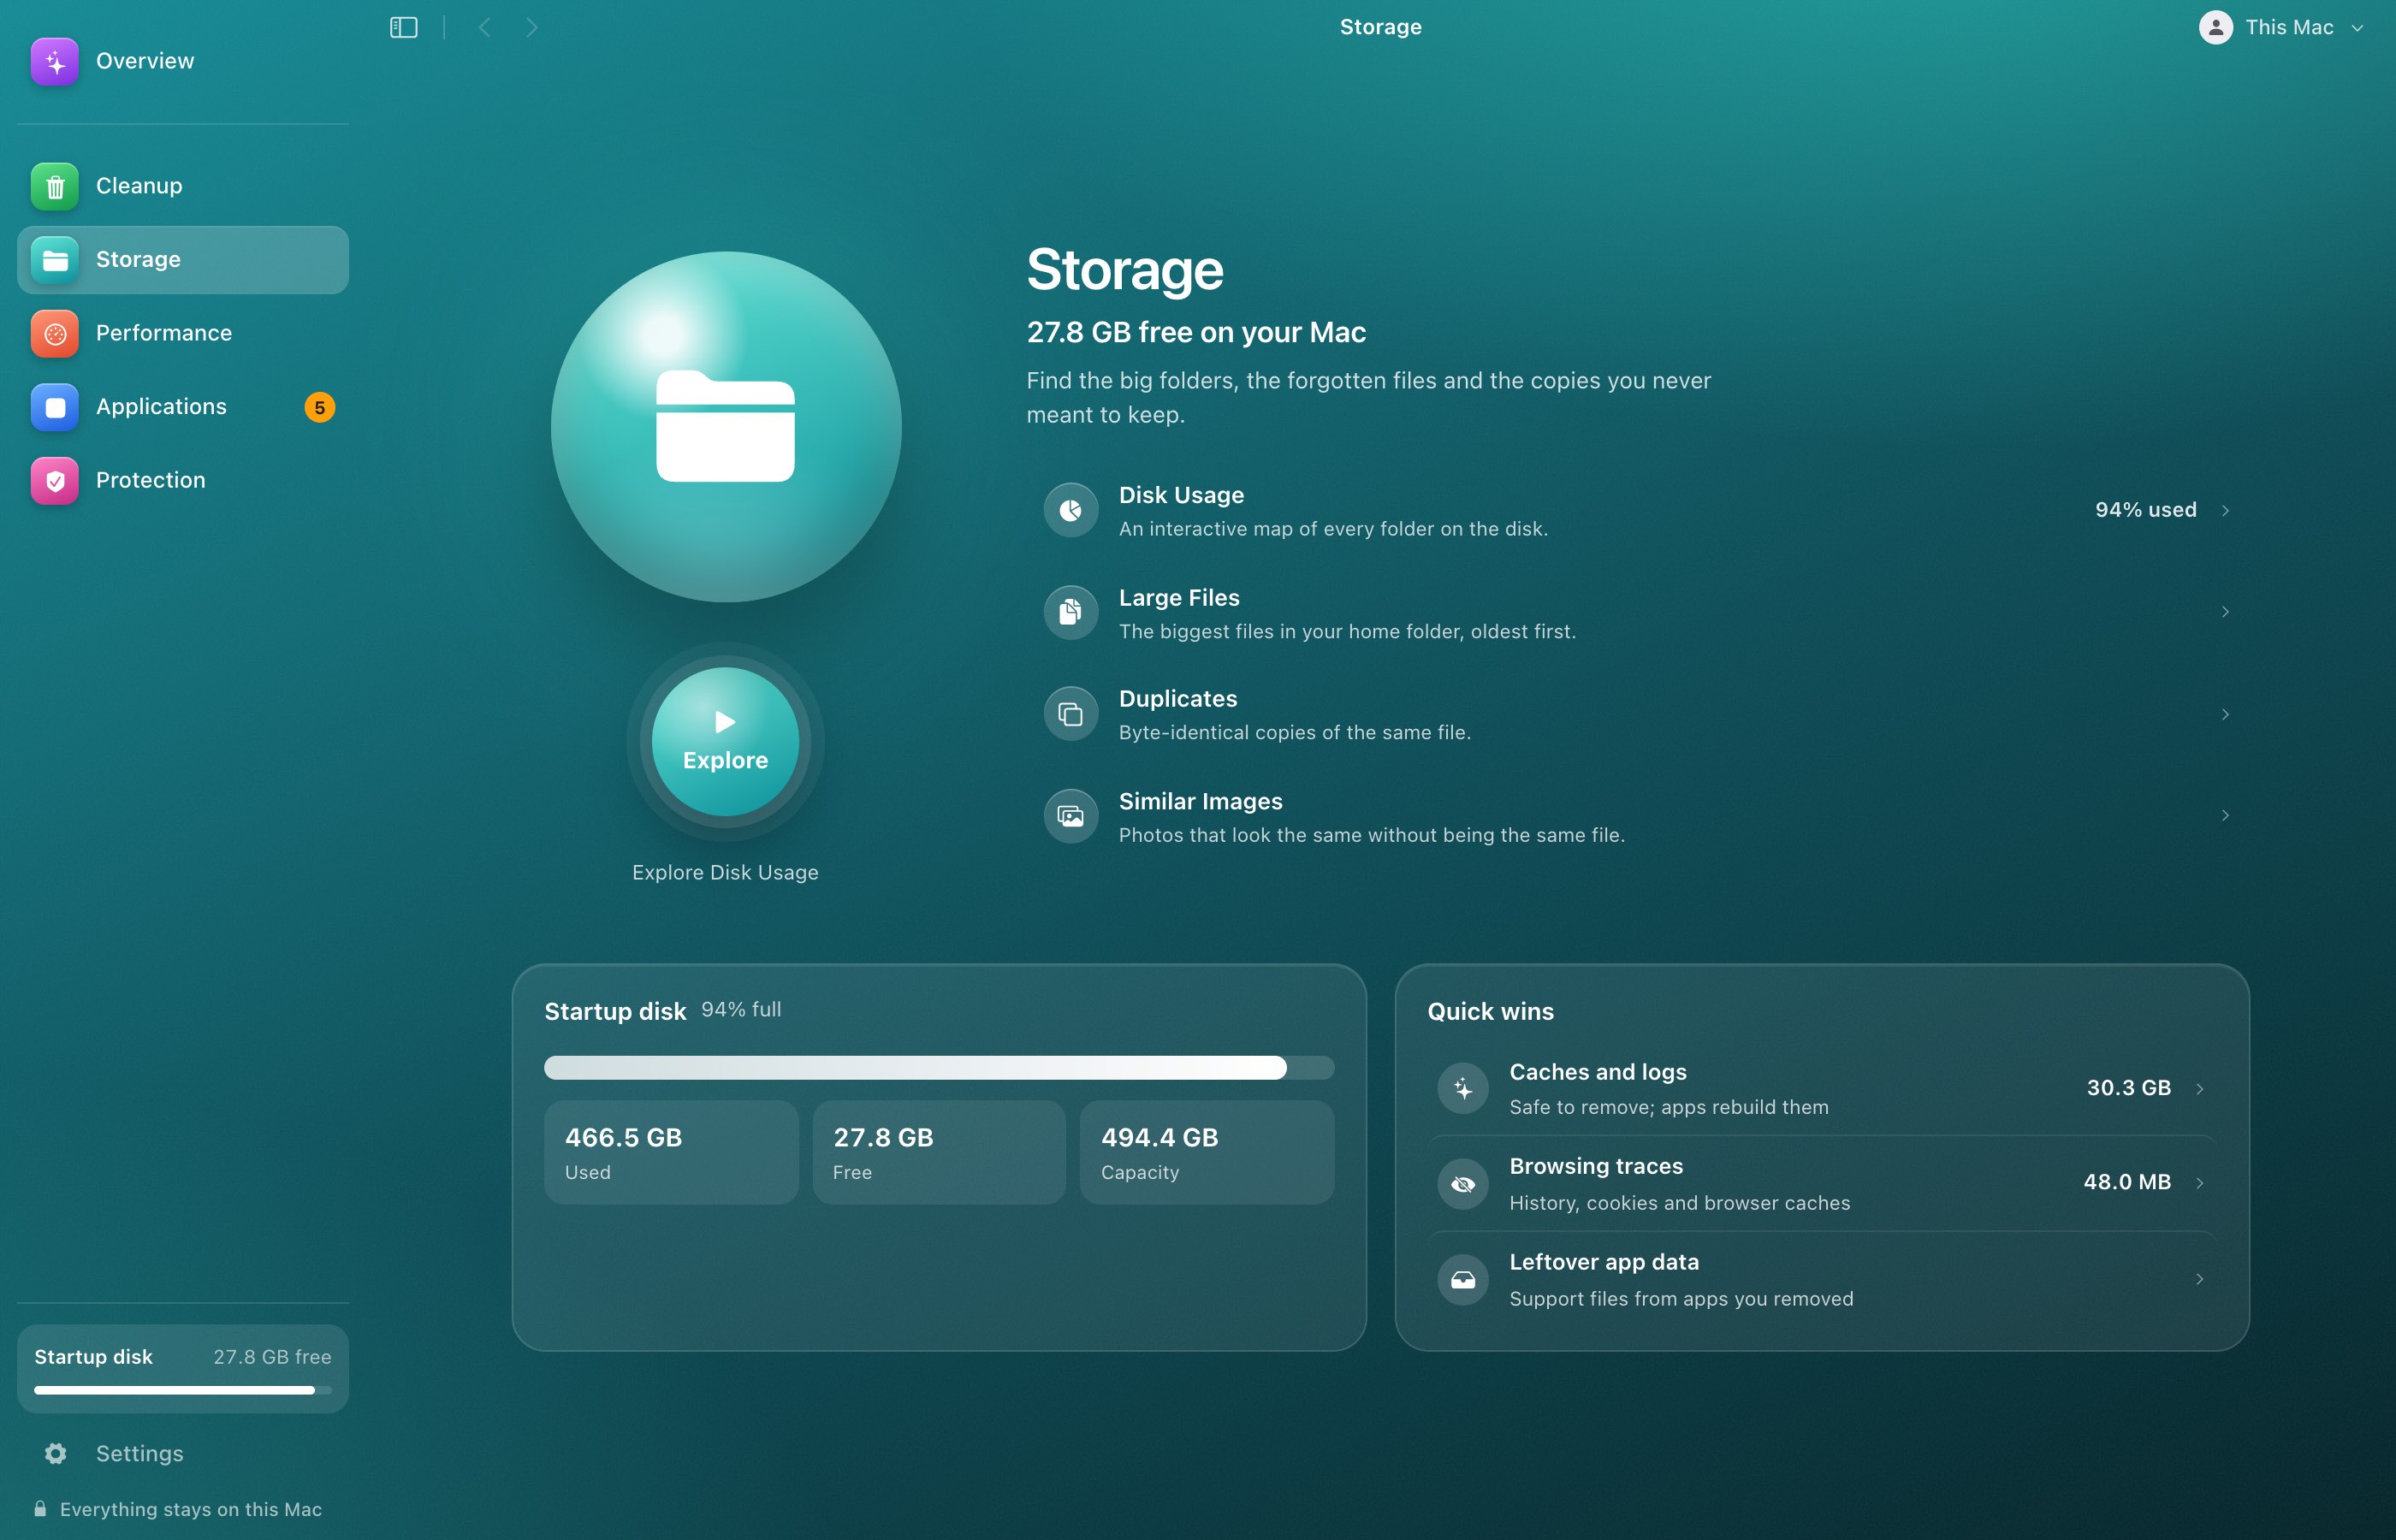 Overview
Cleanup
Storage
Performance
Applications
5
Protection
Startup disk
27.8 GB free
Settings
Everything stays on this Mac
Storage
This Mac
Explore
Explore Disk Usage
Storage
27.8 GB free on your Mac
Find the big folders, the forgotten files and the copies you never
meant to keep.
Disk Usage
An interactive map of every folder on the disk.
94% used
Large Files
The biggest files in your home folder, oldest first.
Duplicates
Byte-identical copies of the same file.
Similar Images
Photos that look the same without being the same file.
Startup disk 94% full
466.5 GB
Used
27.8 GB
Free
494.4 GB
Capacity
Quick wins
Caches and logs
Safe to remove; apps rebuild them
30.3 GB
Browsing traces
History, cookies and browser caches
48.0 MB
Leftover app data
Support files from apps you removed